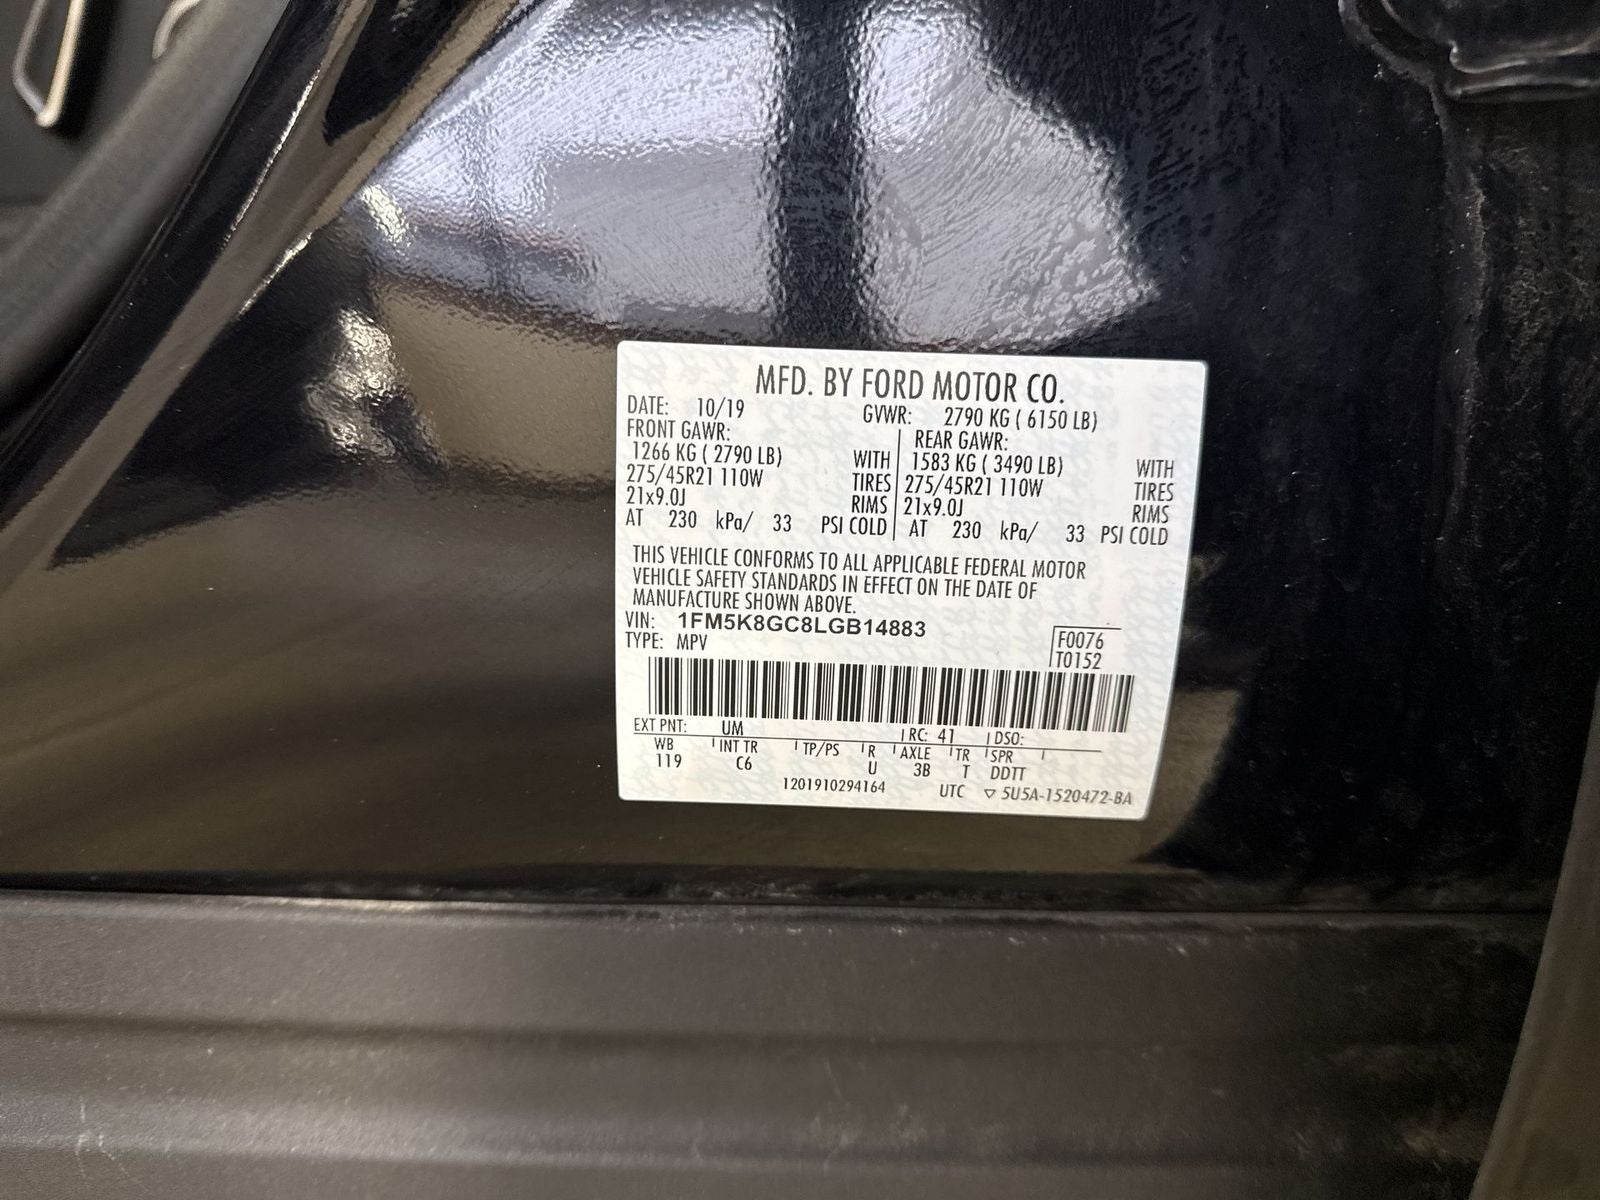 MFD. BY FORD MOTOR CO.
DATE: 10/19 GVWR: 2790 KG ( 6150 LB)
FRONT GAWR: REAR GAWR:
1266 KG ( 2790 LB) WITH 1583 KG ( 3490 LB) WITH
275/45R21 110W TIRES 275/45R21 110W TIRES
21x9.0J RIMS 21x9.0J RIMS
AT 230 kPa/ 33 PSI COLD AT 230 kPa/ 33 PSI COLD
THIS VEHICLE CONFORMS TO ALL APPLICABLE FEDERAL MOTOR
VEHICLE SAFETY STANDARDS IN EFFECT ON THE DATE OF
MANUFACTURE SHOWN ABOVE.
VIN: 1FM5K8GC8LGB14883 F0076
TYPE: MPV T0152
EXT PNT: UM RC: 41 DSO:
WB INT TR TP/PS R AXLE TR SPR
119 C6 U 3B T DDTT
1201910294164 UTC ▽ 5U5A-1520472-BA